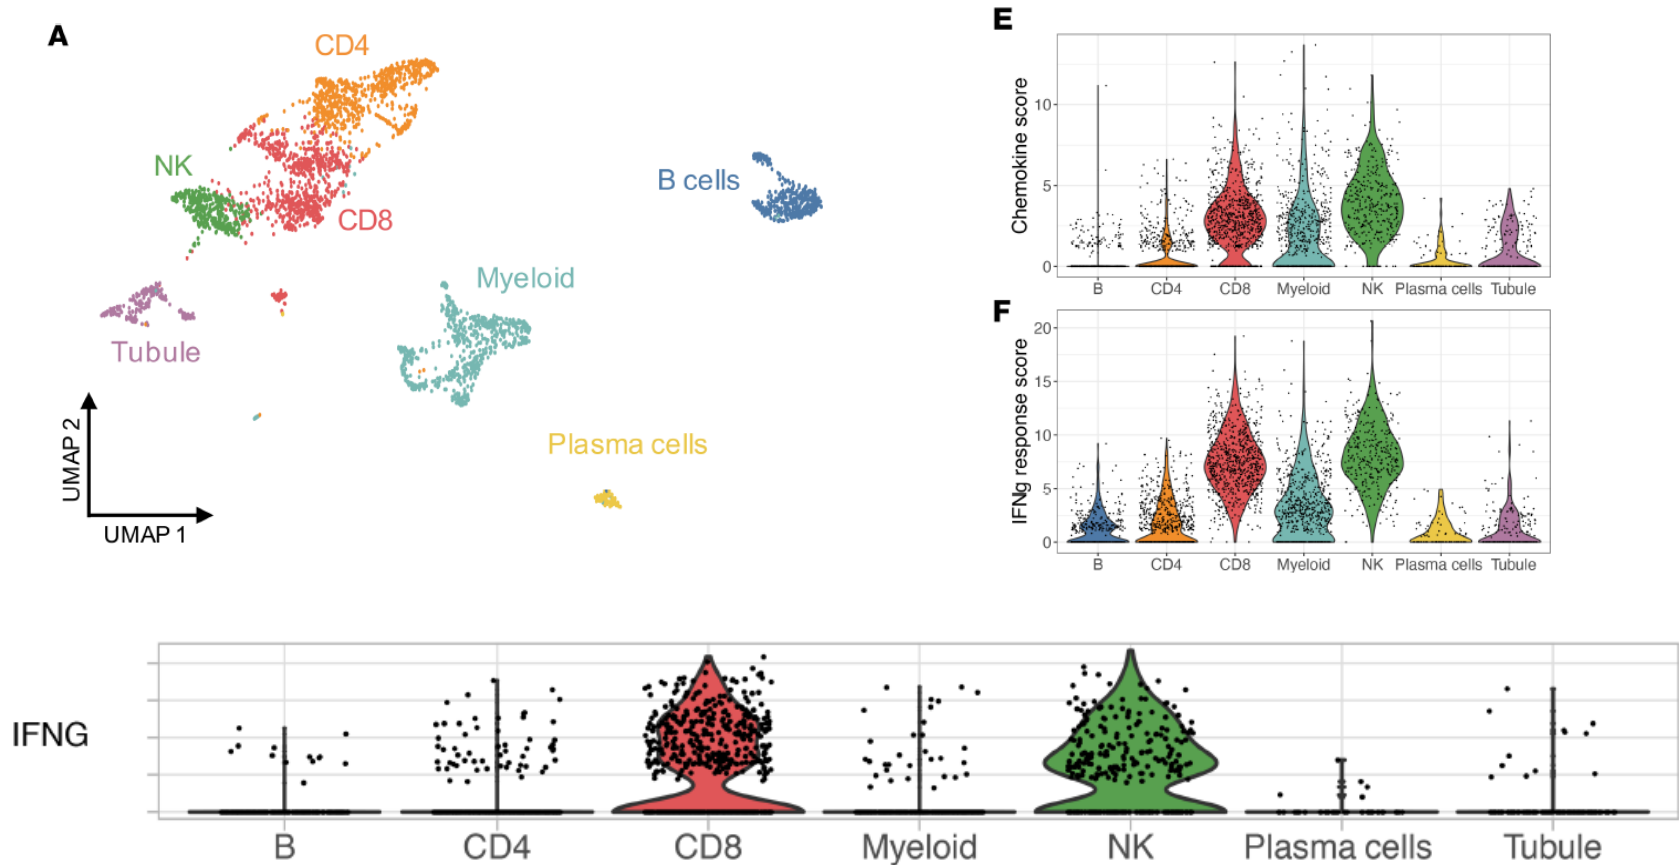 A
CD4
NK
CD8
B cells
Myeloid
Tubule
Plasma cells
UMAP 2
UMAP 1
E
Chemokine score
10
5
0
B CD4 CD8 Myeloid NK Plasma cells Tubule
F
IFNg response score
20
15
10
5
0
B CD4 CD8 Myeloid NK Plasma cells Tubule
IFNG
B CD4 CD8 Myeloid NK Plasma cells Tubule